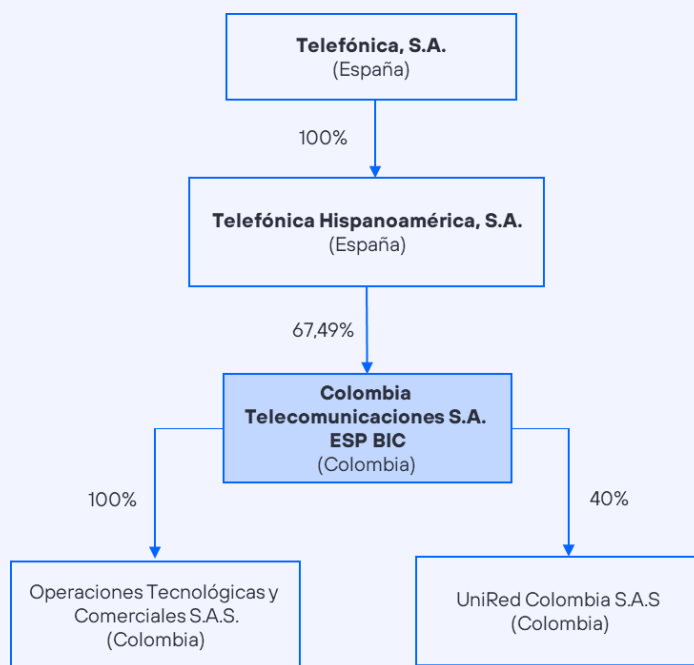 Telefónica, S.A.
(España)
100%
Telefónica Hispanoamérica, S.A.
(España)
67,49%
Colombia
Telecomunicaciones S.A.
ESP BIC
(Colombia)
100%
40%
Operaciones Tecnológicas y
Comerciales S.A.S.
(Colombia)
UniRed Colombia S.A.S
(Colombia)